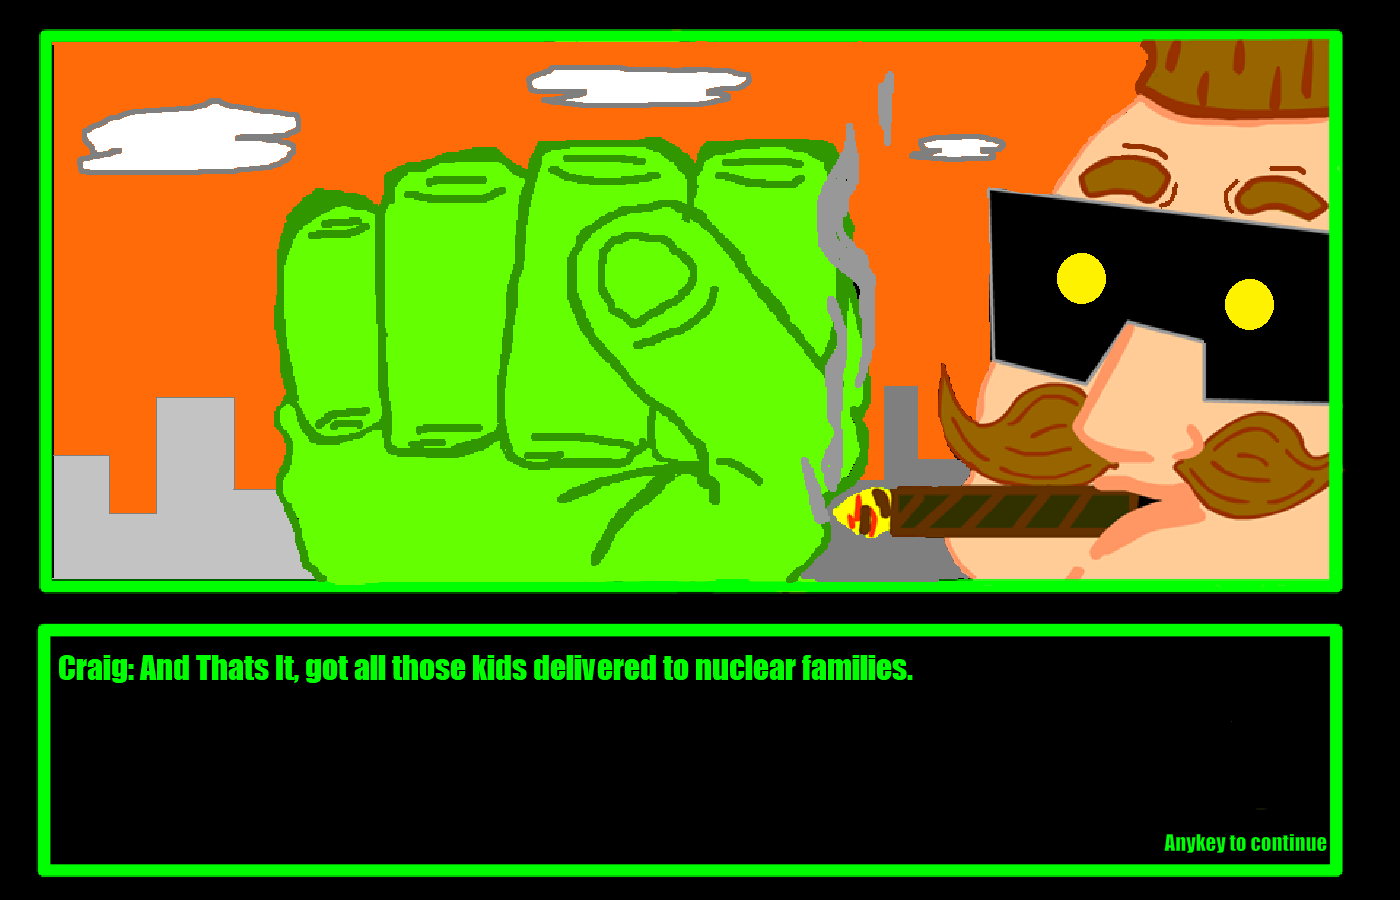 Craig: And Thats It, got all those kids delivered to nuclear families.
Anykey to continue